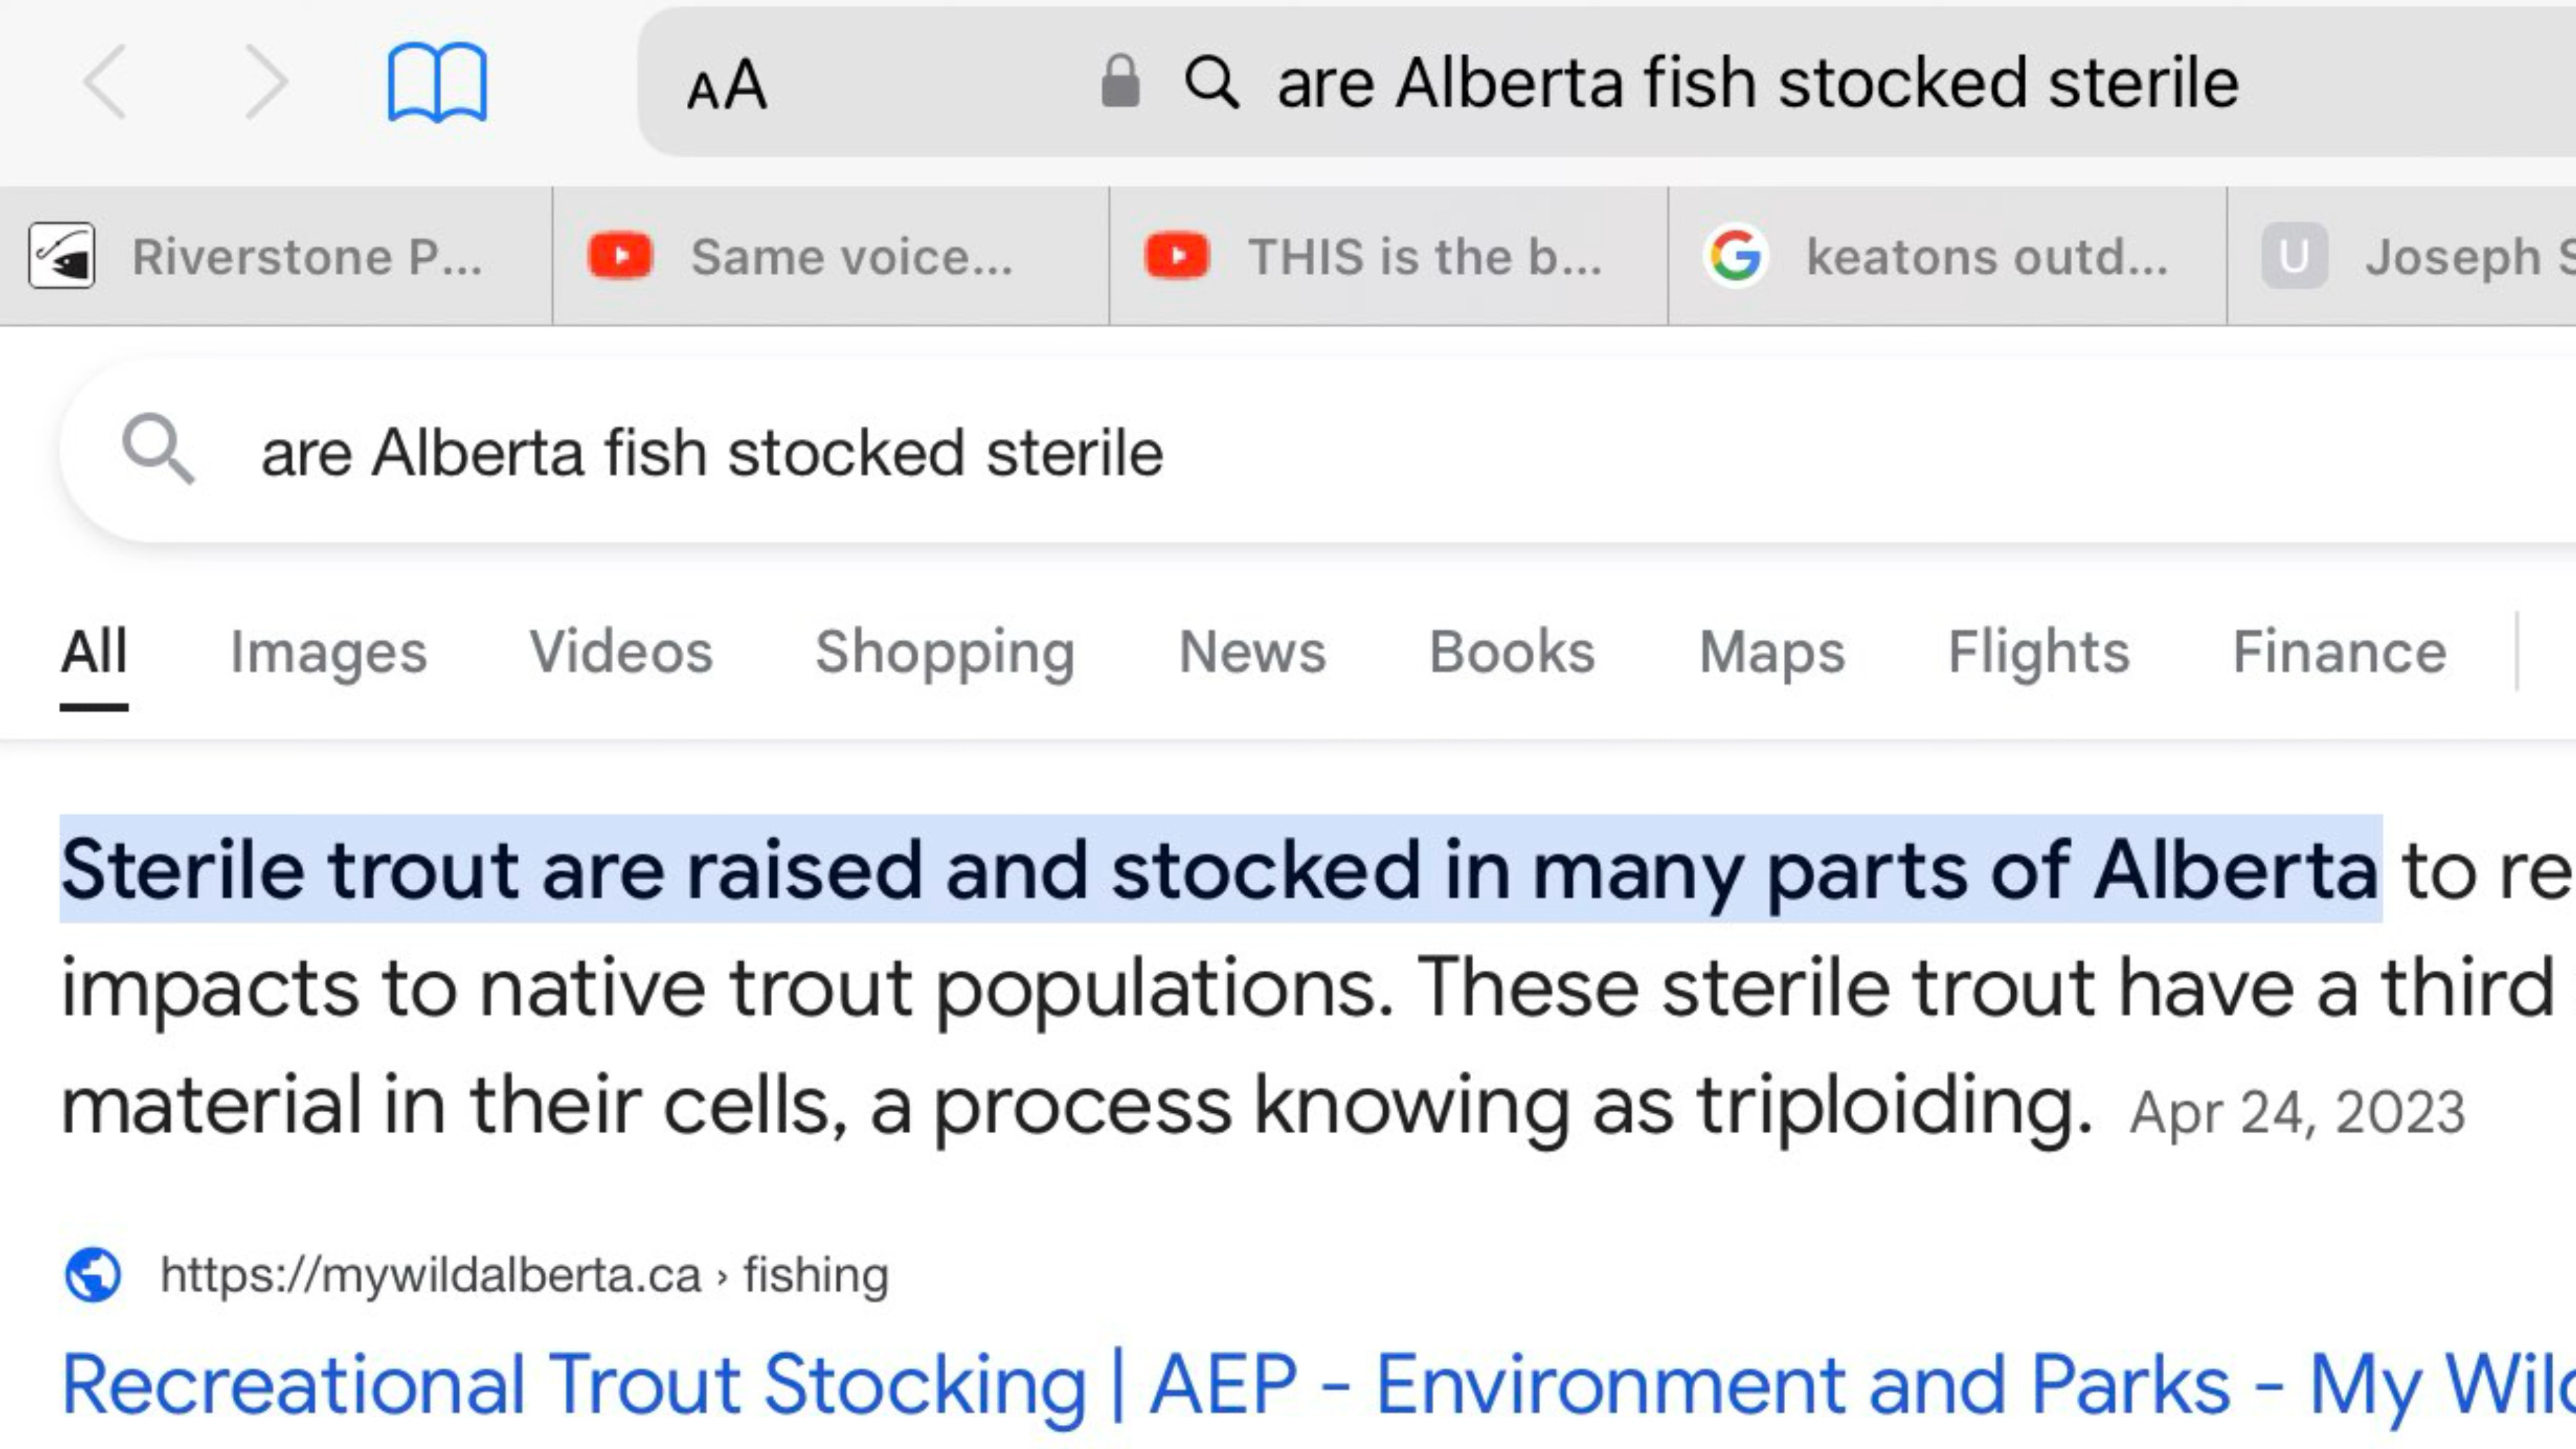 AA are Alberta fish stocked sterile
Riverstone P... Same voice... THIS is the b... keatons outd... U Joseph S
are Alberta fish stocked sterile
All Images Videos Shopping News Books Maps Flights Finance
Sterile trout are raised and stocked in many parts of Alberta to re
impacts to native trout populations. These sterile trout have a third
material in their cells, a process knowing as triploiding. Apr 24, 2023
https://mywildalberta.ca › fishing
Recreational Trout Stocking | AEP - Environment and Parks - My Wild